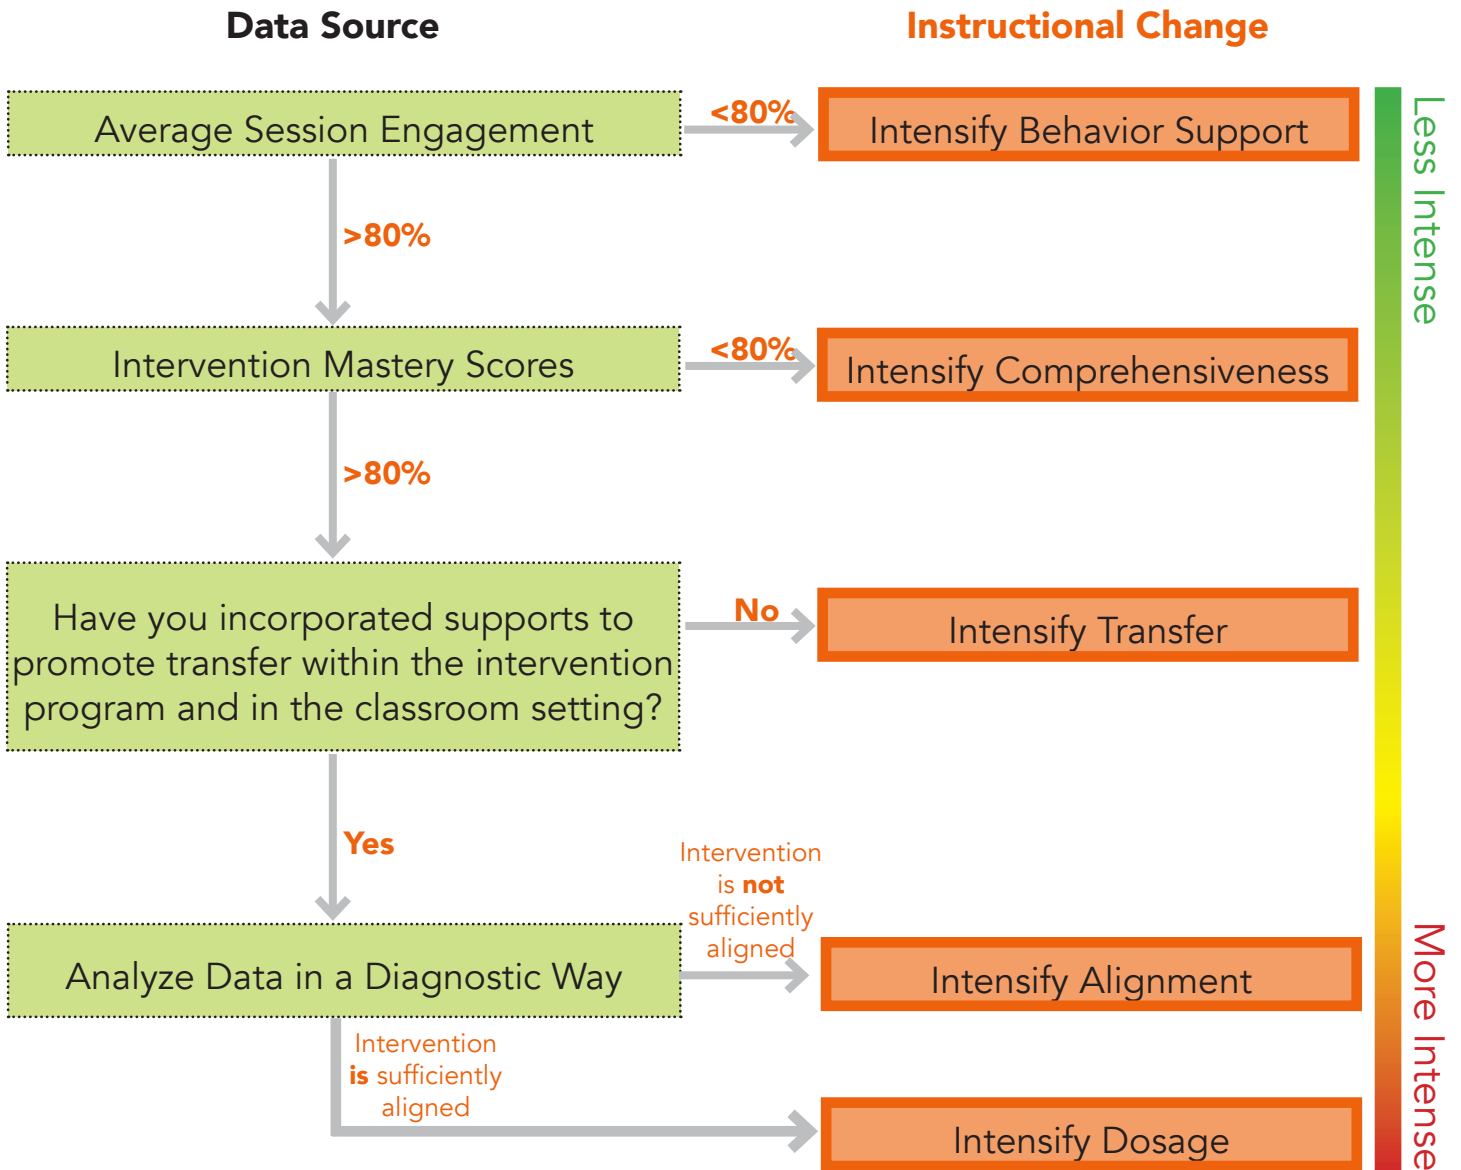 Data Source
Instructional Change
Average Session Engagement
<80%
Intensify Behavior Support
Less Intense
>80%
Intervention Mastery Scores
<80%
Intensify Comprehensiveness
>80%
Have you incorporated supports to
promote transfer within the intervention
program and in the classroom setting?
No
Intensify Transfer
Yes
Intervention
is not
sufficiently
aligned
Analyze Data in a Diagnostic Way
Intensify Alignment
More Intense
Intervention
is sufficiently
aligned
Intensify Dosage